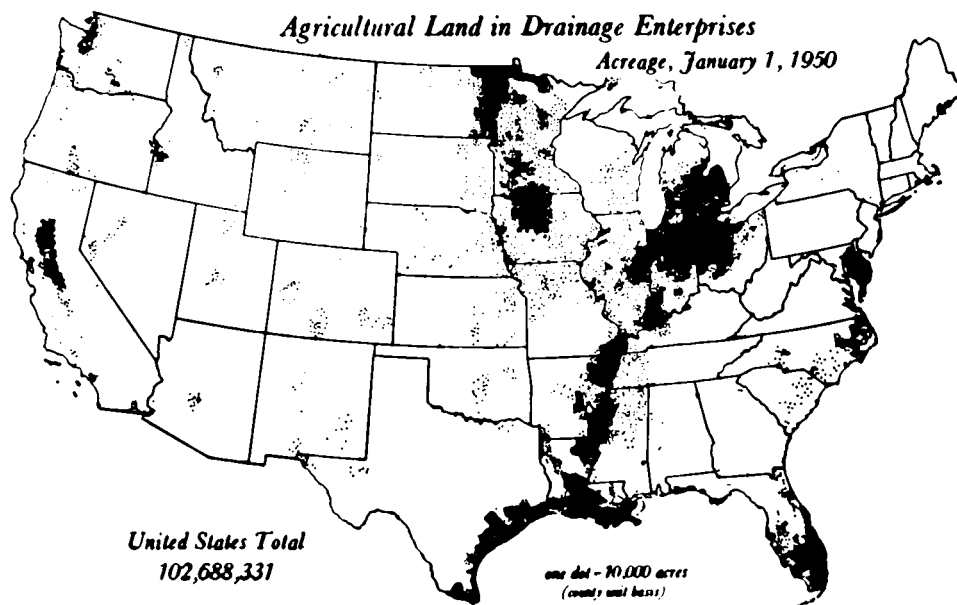 Agricultural Land in Drainage Enterprises
Acreage, January 1, 1950
United States Total
102,688,331
one dot - 10,000 acres
(county unit basis)